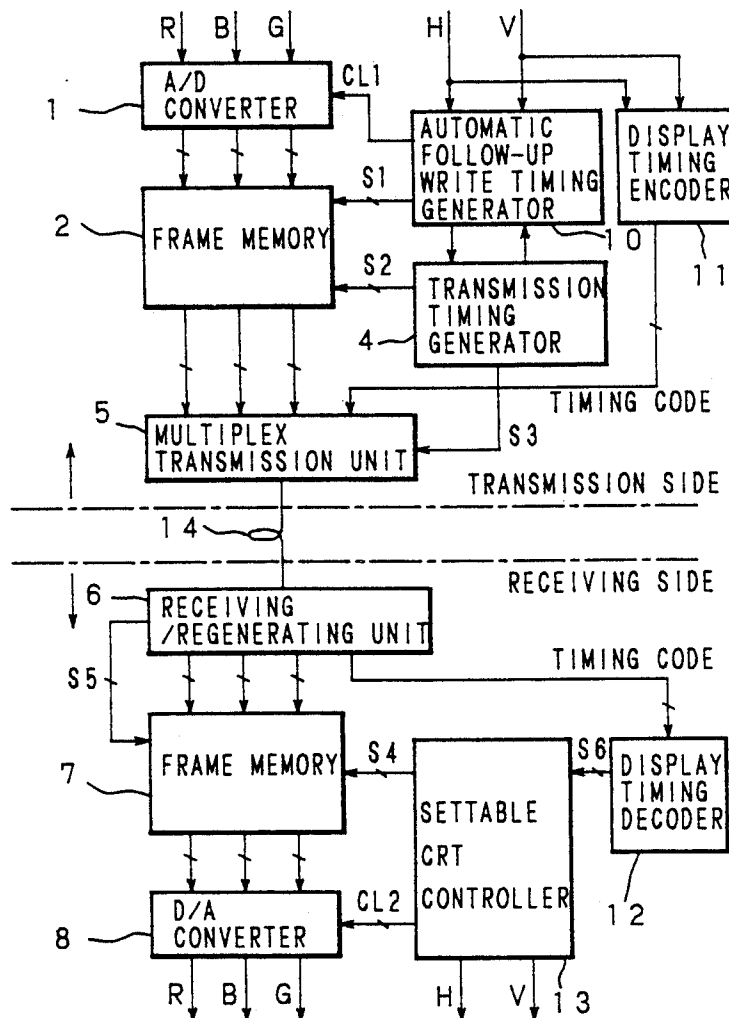 R B G H V
A/D
CONVERTER
1
CL1
AUTOMATIC
FOLLOW-UP
WRITE TIMING
GENERATOR
10
DISPLAY
TIMING
ENCODER
11
S1
2
FRAME MEMORY
S2
TRANSMISSION
TIMING
GENERATOR
4
TIMING CODE
5
MULTIPLEX
TRANSMISSION UNIT
S3
TRANSMISSION SIDE
14
RECEIVING SIDE
6
RECEIVING
/REGENERATING UNIT
TIMING CODE
S5
FRAME MEMORY
7
S4
SETTABLE
CRT
CONTROLLER
S6
DISPLAY
TIMING
DECODER
12
D/A
CONVERTER
8
CL2
13
R B G H V